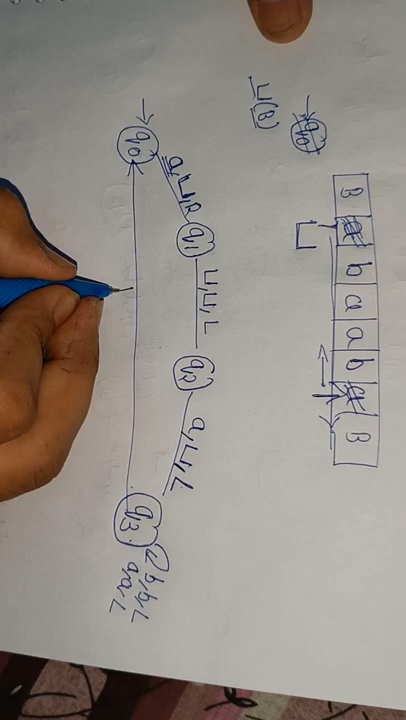 B a b a a b a B
→ q0
⊔(B)
→ q0
a,⊔,R
q1
⊔,⊔,L
q2
a,⊔,L
q3
b,b,L
a,a,L